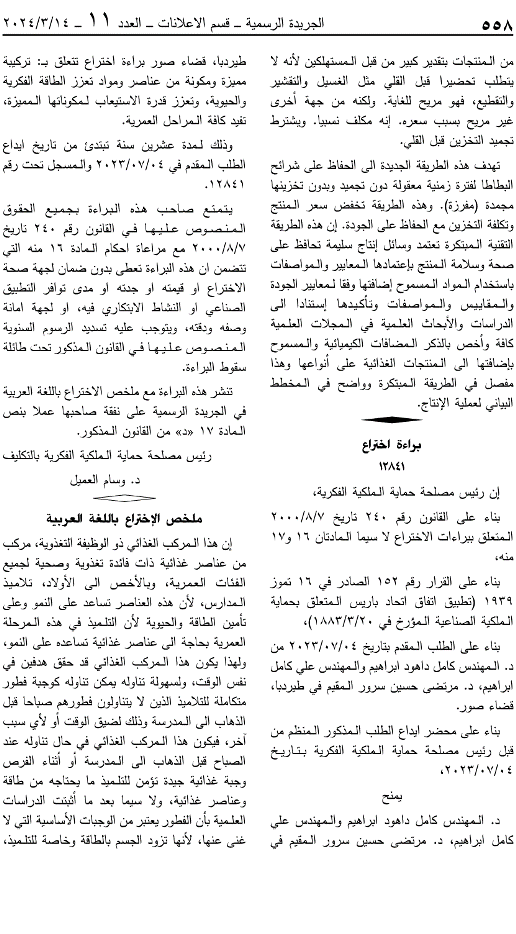 ٥٥٨
الجريدة الرسمية – قسم الاعلانات – العدد ١١ – ٢٠٢٤/٣/١٤
من المنتجات بتقدير كبير من قبل المستهلكين لأنه لا
يتطلب تحضيرا قبل القلي مثل الغسيل والتقشير
والتقطيع، فهو مريح للغاية. ولكنه من جهة أخرى
غير مريح بسبب سعره. إنه مكلف نسبيا. ويشترط
تجميد التخزين قبل القلي.
تهدف هذه الطريقة الجديدة الى الحفاظ على شرائح
البطاطا لفترة زمنية معقولة دون تجميد وبدون تخزينها
مجمدة (مفرزة). وهذه الطريقة تخفض سعر المنتج
وتكلفة التخزين مع الحفاظ على الجودة. إن هذه الطريقة
التقنية المبتكرة تعتمد وسائل إنتاج سليمة تحافظ على
صحة وسلامة المنتج بإعتمادها المعايير والمواصفات
باستخدام المواد المسموح إضافتها وفقا لمعايير الجودة
والمقاييس والمواصفات وتأكيدها إستنادا الى
الدراسات والأبحاث العلمية في المجلات العلمية
كافة وأخص بالذكر المضافات الكيميائية والمسموح
بإضافتها الى المنتجات الغذائية على أنواعها وهذا
مفصل في الطريقة المبتكرة وواضح في المخطط
البياني لعملية الإنتاج.
براءة اختراع
١٢٨٤١
إن رئيس مصلحة حماية الملكية الفكرية،
بناء على القانون رقم ٢٤٠ تاريخ ٢٠٠٠/٨/٧
المتعلق ببراءات الاختراع لا سيما المادتان ١٦ و١٧
منه،
بناء على القرار رقم ١٥٢ الصادر في ١٦ تموز
١٩٣٩ (تطبيق اتفاق اتحاد باريس المتعلق بحماية
الملكية الصناعية المؤرخ في ١٨٨٣/٣/٢٠)،
بناء على الطلب المقدم بتاريخ ٢٠٢٣/٠٧/٠٤ من
د. المهندس كامل داهود ابراهيم والمهندس علي كامل
ابراهيم، د. مرتضى حسين سرور المقيم في طيردبا،
قضاء صور.
بناء على محضر ايداع الطلب المذكور المنظم من
قبل رئيس مصلحة حماية الملكية الفكرية بتاريخ
٢٠٢٣/٠٧/٠٤،
يمنح
د. المهندس كامل داهود ابراهيم والمهندس علي
كامل ابراهيم، د. مرتضى حسين سرور المقيم في
طيردبا، قضاء صور براءة اختراع تتعلق بـ: تركيبة
مميزة ومكونة من عناصر ومواد تعزز الطاقة الفكرية
والحيوية، وتعزز قدرة الاستيعاب لمكوناتها المميزة،
تفيد كافة المراحل العمرية.
وذلك لمدة عشرين سنة تبتدئ من تاريخ ايداع
الطلب المقدم في ٢٠٢٣/٠٧/٠٤ والمسجل تحت رقم
١٢٨٤١.
يتمتع صاحب هذه البراءة بجميع الحقوق
المنصوص عليها في القانون رقم ٢٤٠ تاريخ
٢٠٠٠/٨/٧ مع مراعاة احكام المادة ١٦ منه التي
تتضمن ان هذه البراءة تعطى بدون ضمان لجهة صحة
الاختراع او قيمته او جدته او مدى توافر التطبيق
الصناعي او النشاط الابتكاري فيه، او لجهة امانة
وصفه ودقته، ويتوجب عليه تسديد الرسوم السنوية
المنصوص عليها في القانون المذكور تحت طائلة
سقوط البراءة.
تنشر هذه البراءة مع ملخص الاختراع باللغة العربية
في الجريدة الرسمية على نفقة صاحبها عملا بنص
المادة ١٧ «د» من القانون المذكور.
رئيس مصلحة حماية الملكية الفكرية بالتكليف
د. وسام العميل
ملخص الإختراع باللغة العربية
إن هذا المركب الغذائي ذو الوظيفة التغذوية، مركب
من عناصر غذائية ذات فائدة تغذوية وصحية لجميع
الفئات العمرية، وبالأخص الى الأولاد، تلاميذ
المدارس، لأن هذه العناصر تساعد على النمو وعلى
تأمين الطاقة والحيوية لأن التلميذ في هذه المرحلة
العمرية بحاجة الى عناصر غذائية تساعده على النمو،
ولهذا يكون هذا المركب الغذائي قد حقق هدفين في
نفس الوقت، ولسهولة تناوله يمكن تناوله كوجبة فطور
متكاملة للتلاميذ الذين لا يتناولون فطورهم صباحا قبل
الذهاب الى المدرسة وذلك لضيق الوقت أو لأي سبب
آخر، فيكون هذا المركب الغذائي في حال تناوله عند
الصباح قبل الذهاب الى المدرسة أو أثناء الفرص
وجبة غذائية جيدة تؤمن للتلميذ ما يحتاجه من طاقة
وعناصر غذائية، ولا سيما بعد ما أثبتت الدراسات
العلمية بأن الفطور يعتبر من الوجبات الأساسية التي لا
غنى عنها، لأنها تزود الجسم بالطاقة وخاصة للتلميذ،